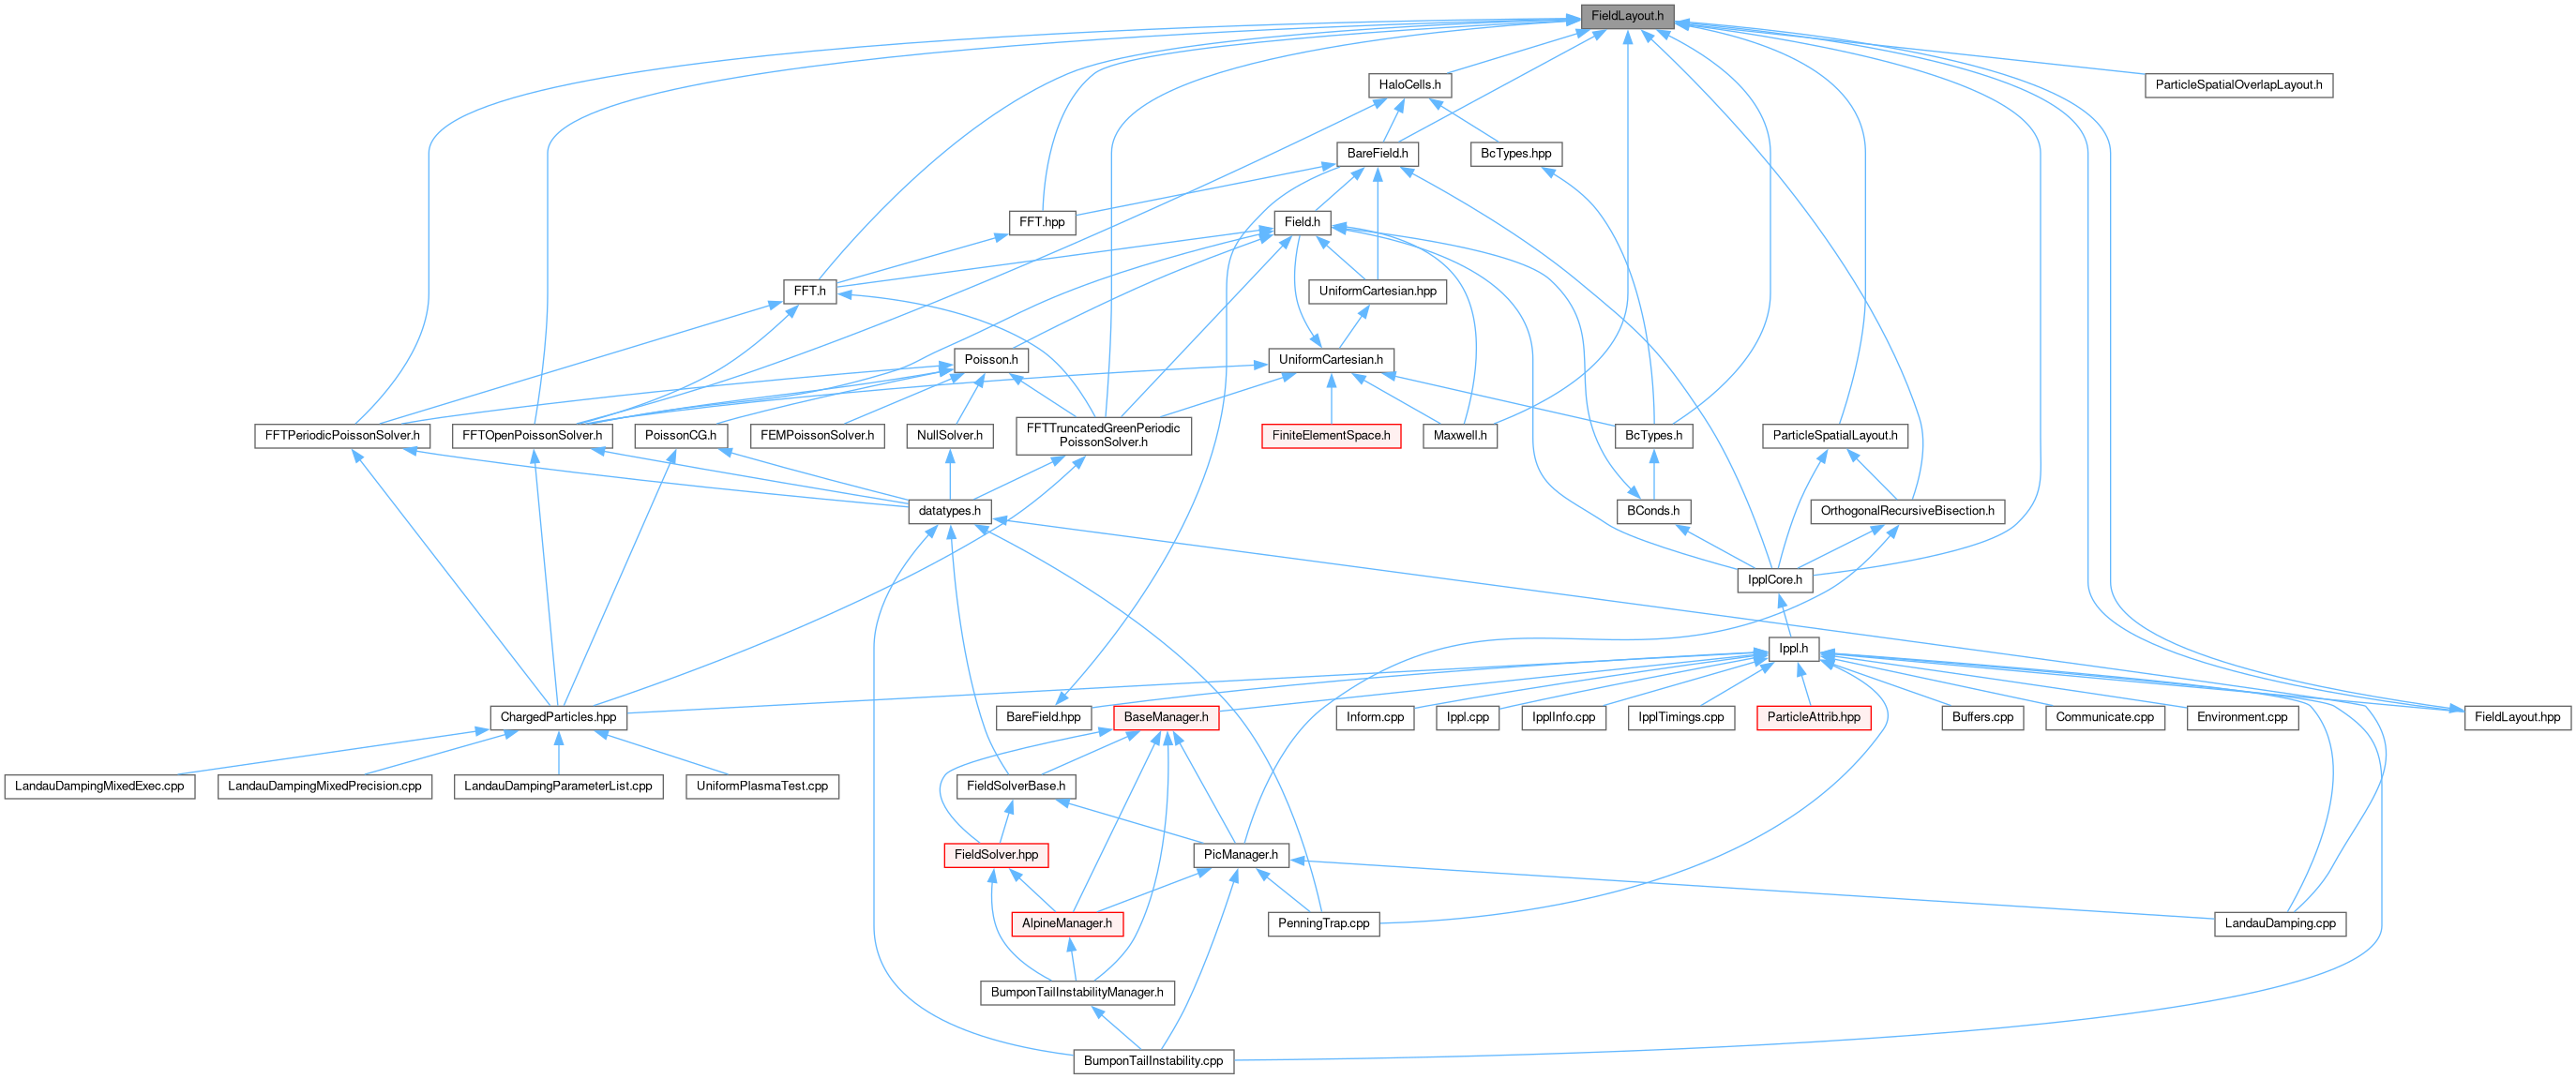 FieldLayout.h
HaloCells.h
ParticleSpatialOverlapLayout.h
BareField.h
BcTypes.hpp
FFT.hpp
Field.h
FFT.h
UniformCartesian.hpp
Poisson.h
UniformCartesian.h
FFTPeriodicPoissonSolver.h
FFTOpenPoissonSolver.h
PoissonCG.h
FEMPoissonSolver.h
NullSolver.h
FFTTruncatedGreenPeriodic
PoissonSolver.h
FiniteElementSpace.h
Maxwell.h
BcTypes.h
ParticleSpatialLayout.h
datatypes.h
BConds.h
OrthogonalRecursiveBisection.h
IpplCore.h
Ippl.h
ChargedParticles.hpp
BareField.hpp
BaseManager.h
Inform.cpp
Ippl.cpp
IpplInfo.cpp
IpplTimings.cpp
ParticleAttrib.hpp
Buffers.cpp
Communicate.cpp
Environment.cpp
FieldLayout.hpp
LandauDampingMixedExec.cpp
LandauDampingMixedPrecision.cpp
LandauDampingParameterList.cpp
UniformPlasmaTest.cpp
FieldSolverBase.h
FieldSolver.hpp
PicManager.h
AlpineManager.h
PenningTrap.cpp
LandauDamping.cpp
BumponTailInstabilityManager.h
BumponTailInstability.cpp